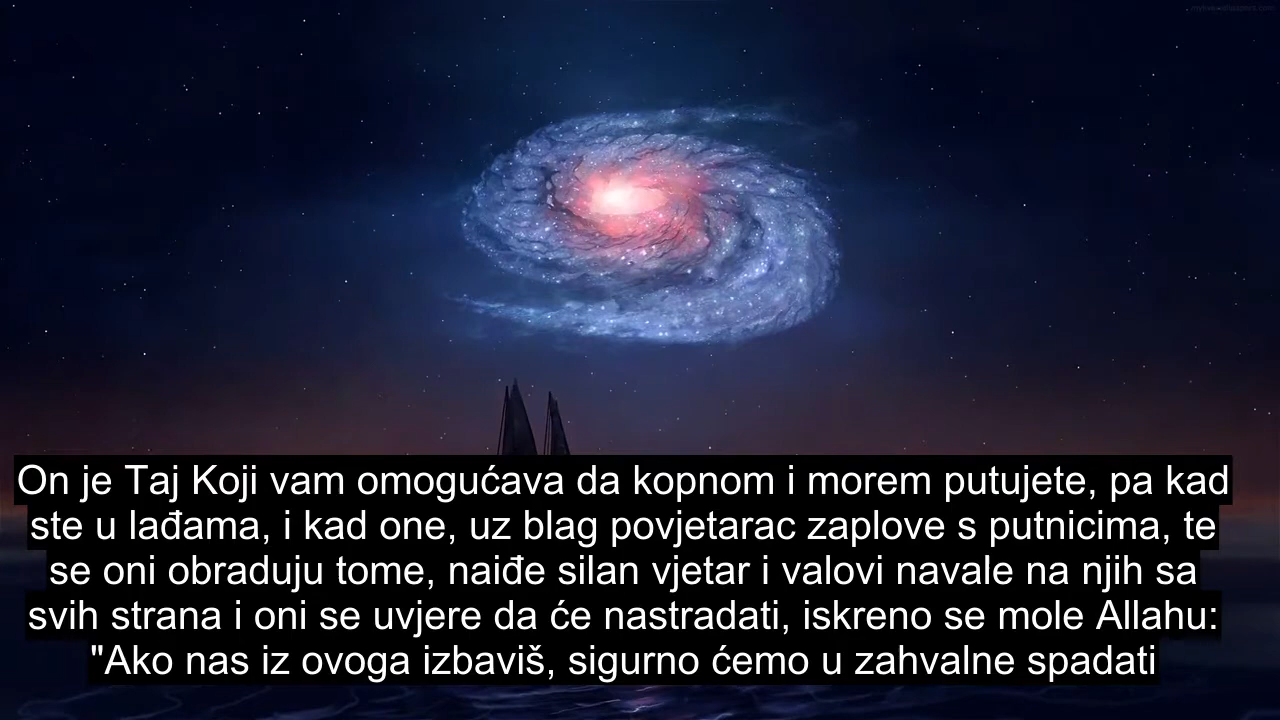 On je Taj Koji vam omogućava da kopnom i morem putujete, pa kad
ste u lađama, i kad one, uz blag povjetarac zaplove s putnicima, te
se oni obraduju tome, naiđe silan vjetar i valovi navale na njih sa
svih strana i oni se uvjere da će nastradati, iskreno se mole Allahu:
"Ako nas iz ovoga izbaviš, sigurno ćemo u zahvalne spadati